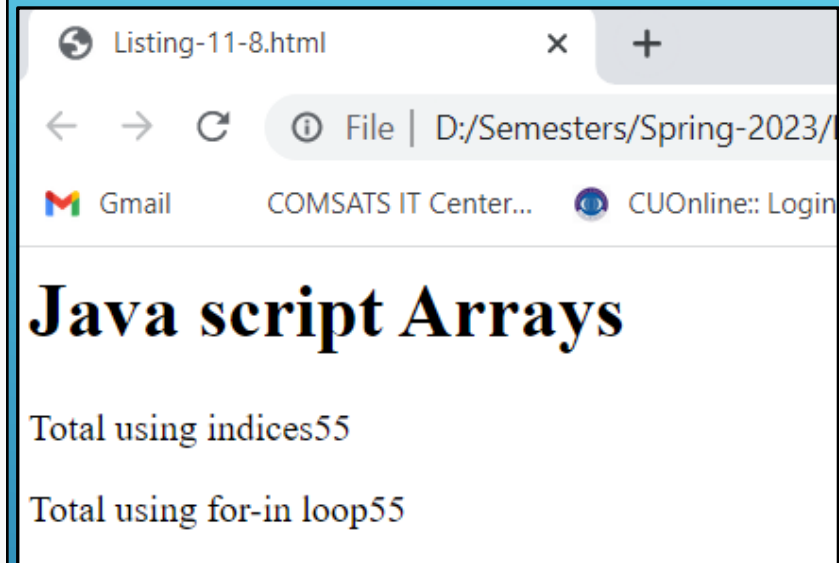 Listing-11-8.html
File | D:/Semesters/Spring-2023/
Gmail COMSATS IT Center... CUOnline:: Login
Java script Arrays
Total using indices55
Total using for-in loop55